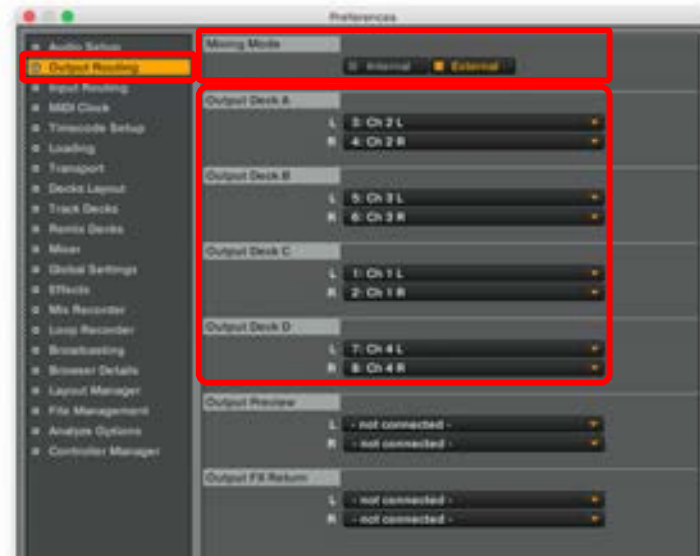 Preferences
Audio Setup
Output Routing
Input Routing
MIDI Clock
Timecode Setup
Loading
Transport
Decks Layout
Track Decks
Remix Decks
Mixer
Global Settings
Effects
Mix Recorder
Loop Recorder
Broadcasting
Browser Details
Layout Manager
File Management
Analyze Options
Controller Manager
Mixing Mode
Internal External
Output Deck A
L 3: Ch 2 L
R 4: Ch 2 R
Output Deck B
L 5: Ch 3 L
R 6: Ch 3 R
Output Deck C
L 1: Ch 1 L
R 2: Ch 1 R
Output Deck D
L 7: Ch 4 L
R 8: Ch 4 R
Output Preview
L - not connected -
R - not connected -
Output FX Return
L - not connected -
R - not connected -